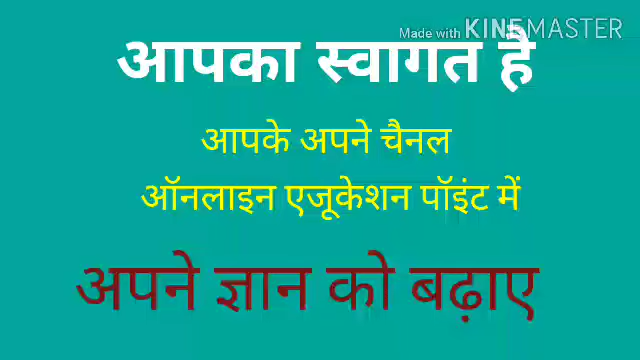 Made with KINEMASTER
आपका स्वागत है
आपके अपने चैनल
ऑनलाइन एजूकेशन पॉइंट में
अपने ज्ञान को बढ़ाए